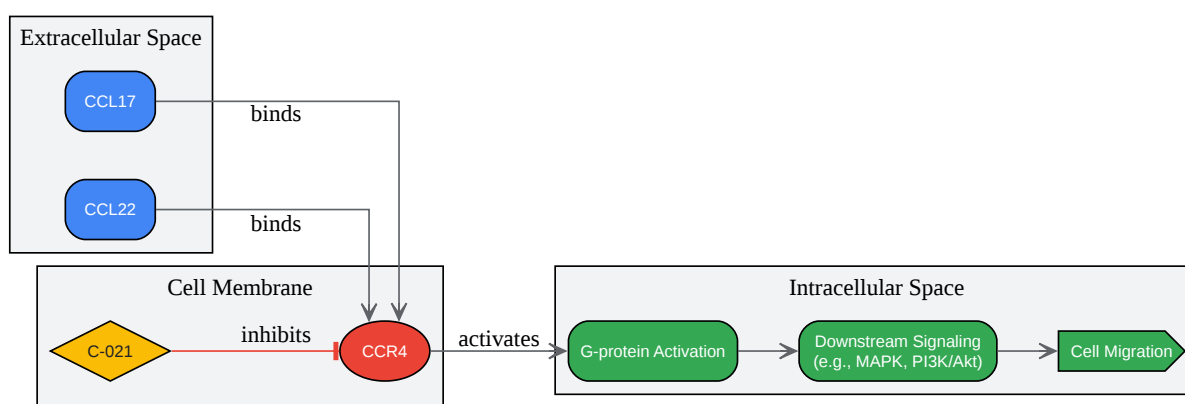 Extracellular Space
CCL17
binds
CCL22
binds
Cell Membrane
C-021
inhibits
CCR4
activates
Intracellular Space
G-protein Activation
Downstream Signaling
(e.g., MAPK, PI3K/Akt)
Cell Migration